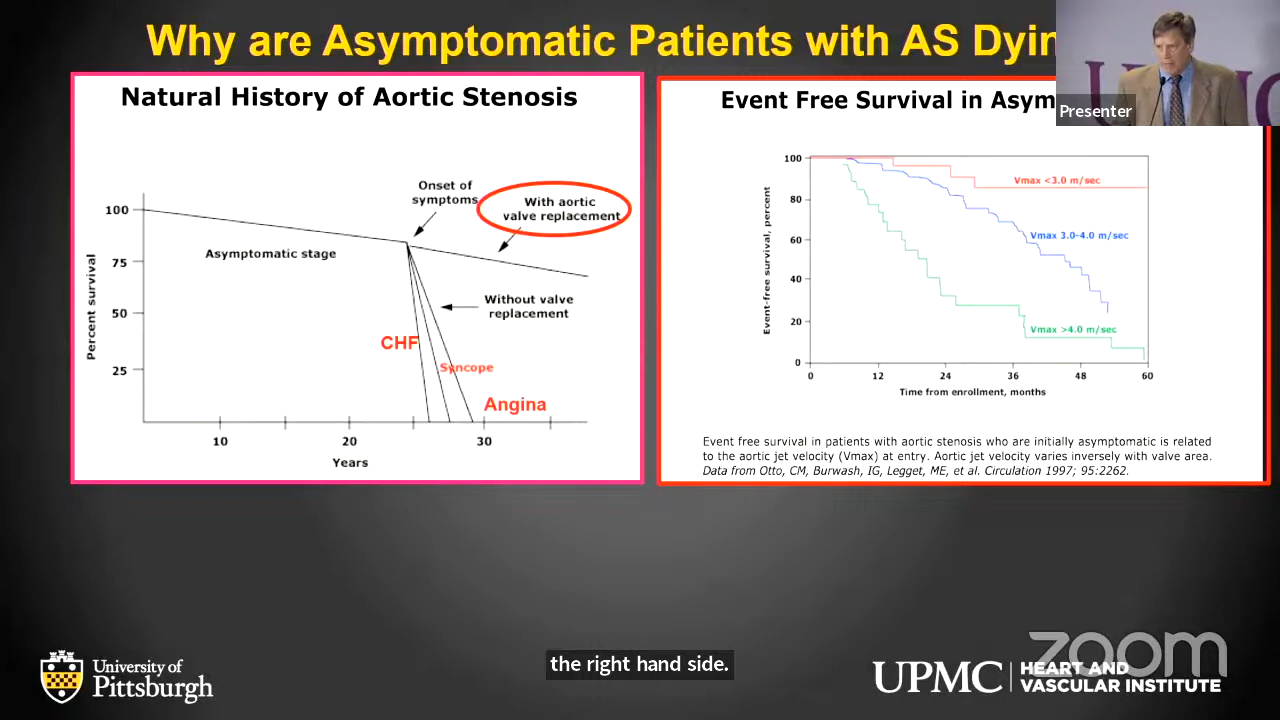 Why are Asymptomatic Patients with AS Dyin
Presenter
Natural History of Aortic Stenosis
Onset of
symptoms
With aortic
valve replacement
Asymptomatic stage
Without valve
replacement
CHF
Syncope
Angina
Percent survival
100
75
50
25
10
20
30
Years
Event Free Survival in Asym
Event-free survival, percent
100
80
60
40
20
0
Vmax <3.0 m/sec
Vmax 3.0-4.0 m/sec
Vmax >4.0 m/sec
0
12
24
36
48
60
Time from enrollment, months
Event free survival in patients with aortic stenosis who are initially asymptomatic is related
to the aortic jet velocity (Vmax) at entry. Aortic jet velocity varies inversely with valve area.
Data from Otto, CM, Burwash, IG, Legget, ME, et al. Circulation 1997; 95:2262.
the right hand side.
University of
Pittsburgh
UPMC
HEART AND
VASCULAR INSTITUTE
zoom